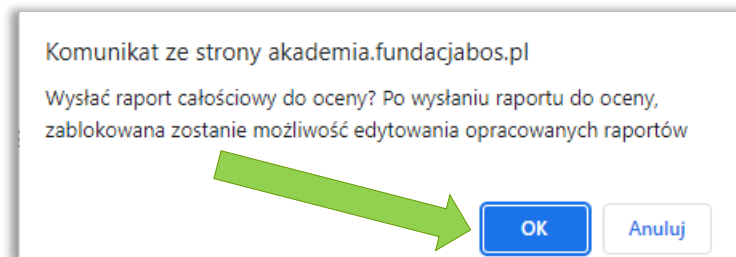 Komunikat ze strony akademia.fundacjabos.pl
Wysłać raport całościowy do oceny? Po wysłaniu raportu do oceny,
zablokowana zostanie możliwość edytowania opracowanych raportów
OK Anuluj